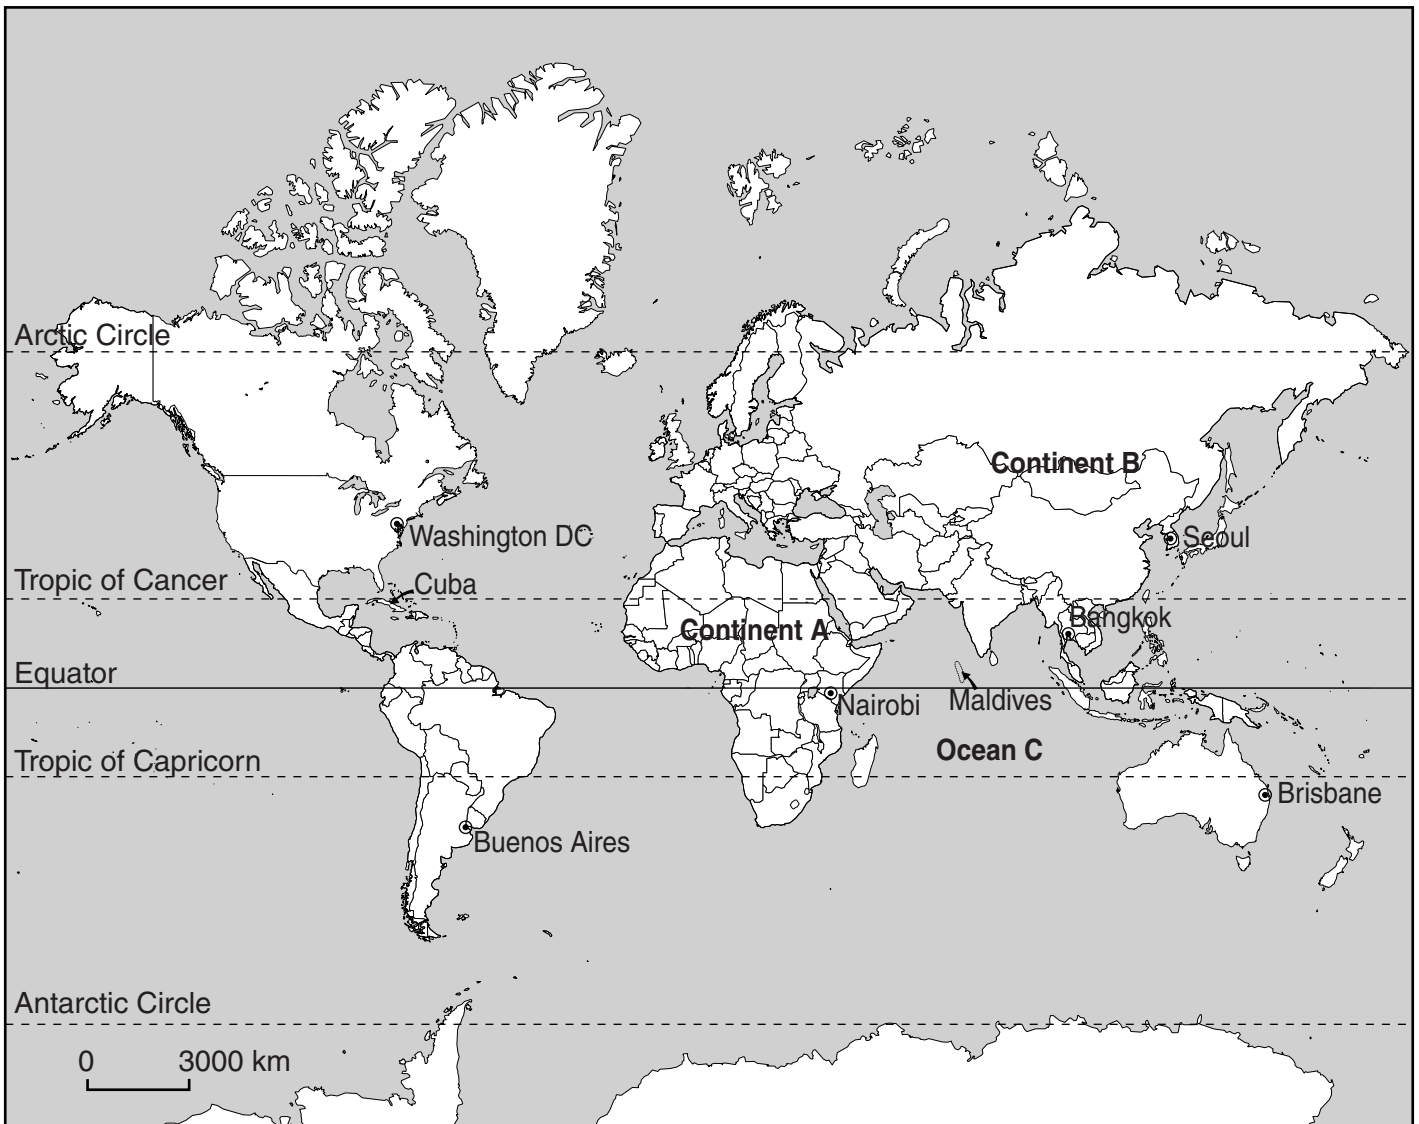 Arctic Circle
Continent B
Washington DC
Seoul
Tropic of Cancer
Cuba
Bangkok
Continent A
Equator
Maldives
Nairobi
Ocean C
Tropic of Capricorn
Brisbane
Buenos Aires
Antarctic Circle
0 3000 km